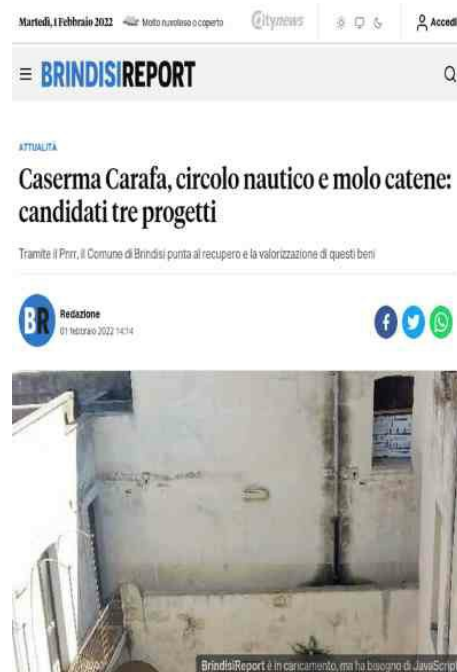 Martedì, 1 Febbraio 2022 Molto nuvoloso o coperto Citynews Accedi
BRINDISIREPORT
ATTUALITÀ
Caserma Carafa, circolo nautico e molo catene:
candidati tre progetti
Tramite il Pnrr, il Comune di Brindisi punta al recupero e la valorizzazione di questi beni
BR Redazione
01 febbraio 2022 14:14
BrindisiReport è in caricamento, ma ha bisogno di JavaScript